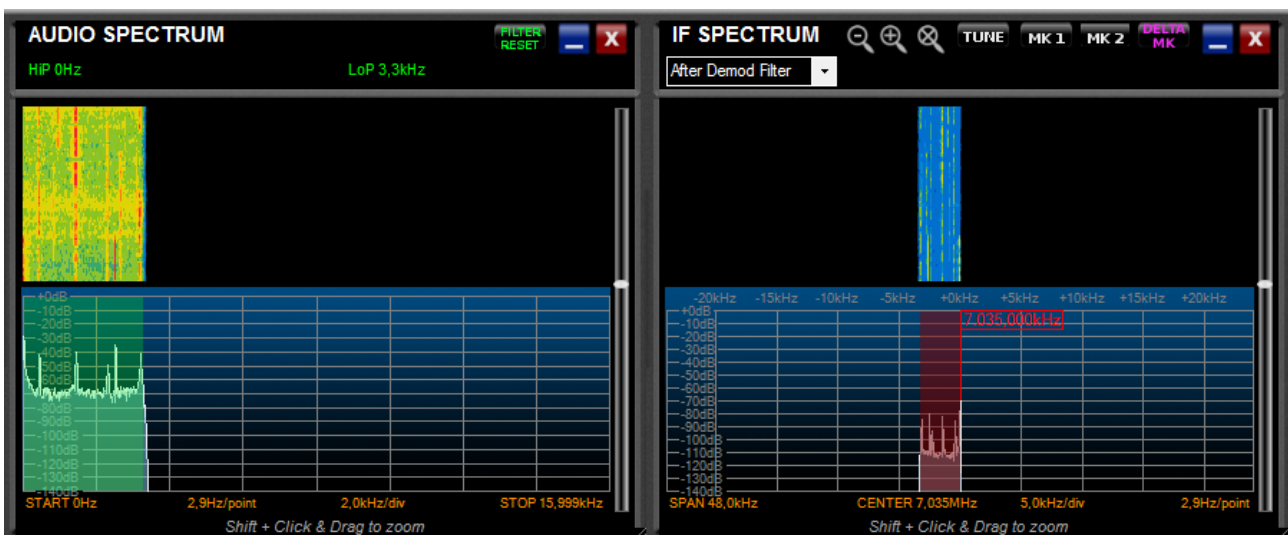 AUDIO SPECTRUM
FILTER RESET
X
HiP 0Hz
LoP 3,3kHz
+0dB
-10dB
-20dB
-30dB
-40dB
-50dB
-60dB
-80dB
-90dB
-100dB
-110dB
-120dB
-130dB
-140dB
START 0Hz
2,9Hz/point
2,0kHz/div
STOP 15,999kHz
Shift + Click & Drag to zoom
IF SPECTRUM
TUNE
MK 1
MK 2
DELTA MK
X
After Demod Filter
-20kHz -15kHz -10kHz -5kHz +0kHz +5kHz +10kHz +15kHz +20kHz
7.035,000kHz
+0dB
-10dB
-20dB
-30dB
-40dB
-50dB
-60dB
-70dB
-80dB
-90dB
-100dB
-110dB
-120dB
-130dB
-140dB
SPAN 48,0kHz
CENTER 7,035MHz
5,0kHz/div
2,9Hz/point
Shift + Click & Drag to zoom